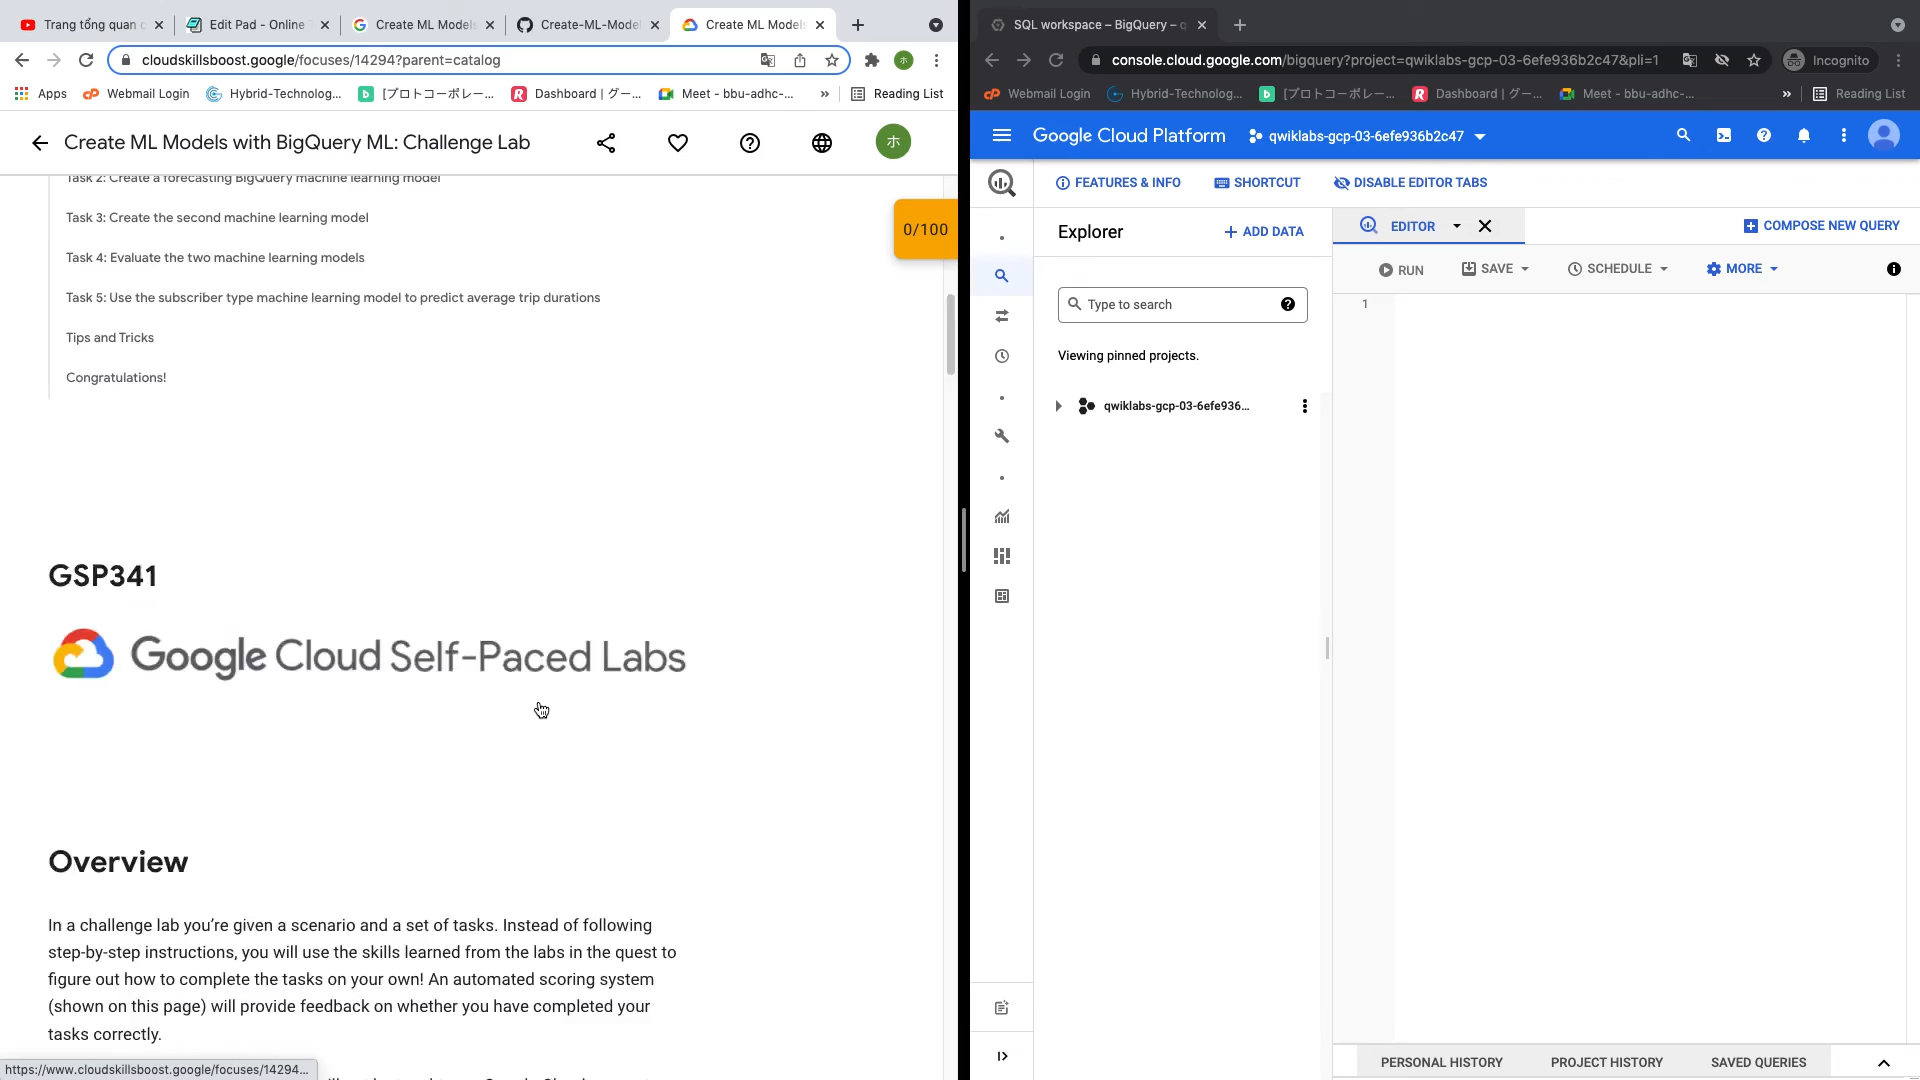 Trang tổng quan c
Edit Pad - Online T
Create ML Models
Create-ML-Model
Create ML Models
cloudskillsboost.google/focuses/14294?parent=catalog
ホ
Apps
Webmail Login
Hybrid-Technolog...
[プロトコーポレー...
Dashboard | グー...
Meet - bbu-adhc-...
»
Reading List
Create ML Models with BigQuery ML: Challenge Lab
ホ
Task 2: Create a forecasting BigQuery machine learning model
Task 3: Create the second machine learning model
0/100
Task 4: Evaluate the two machine learning models
Task 5: Use the subscriber type machine learning model to predict average trip durations
Tips and Tricks
Congratulations!
GSP341
Google Cloud Self-Paced Labs
Overview
In a challenge lab you’re given a scenario and a set of tasks. Instead of following
step-by-step instructions, you will use the skills learned from the labs in the quest to
figure out how to complete the tasks on your own! An automated scoring system
(shown on this page) will provide feedback on whether you have completed your
tasks correctly.
https://www.cloudskillsboost.google/focuses/14294...
SQL workspace – BigQuery – q
console.cloud.google.com/bigquery?project=qwiklabs-gcp-03-6efe936b2c47&pli=1
Incognito
Webmail Login
Hybrid-Technolog...
[プロトコーポレー...
Dashboard | グー...
Meet - bbu-adhc-...
»
Reading List
Google Cloud Platform
qwiklabs-gcp-03-6efe936b2c47
FEATURES & INFO
SHORTCUT
DISABLE EDITOR TABS
Explorer
+ ADD DATA
EDITOR
COMPOSE NEW QUERY
RUN
SAVE
SCHEDULE
MORE
1
Type to search
Viewing pinned projects.
qwiklabs-gcp-03-6efe936...
PERSONAL HISTORY
PROJECT HISTORY
SAVED QUERIES